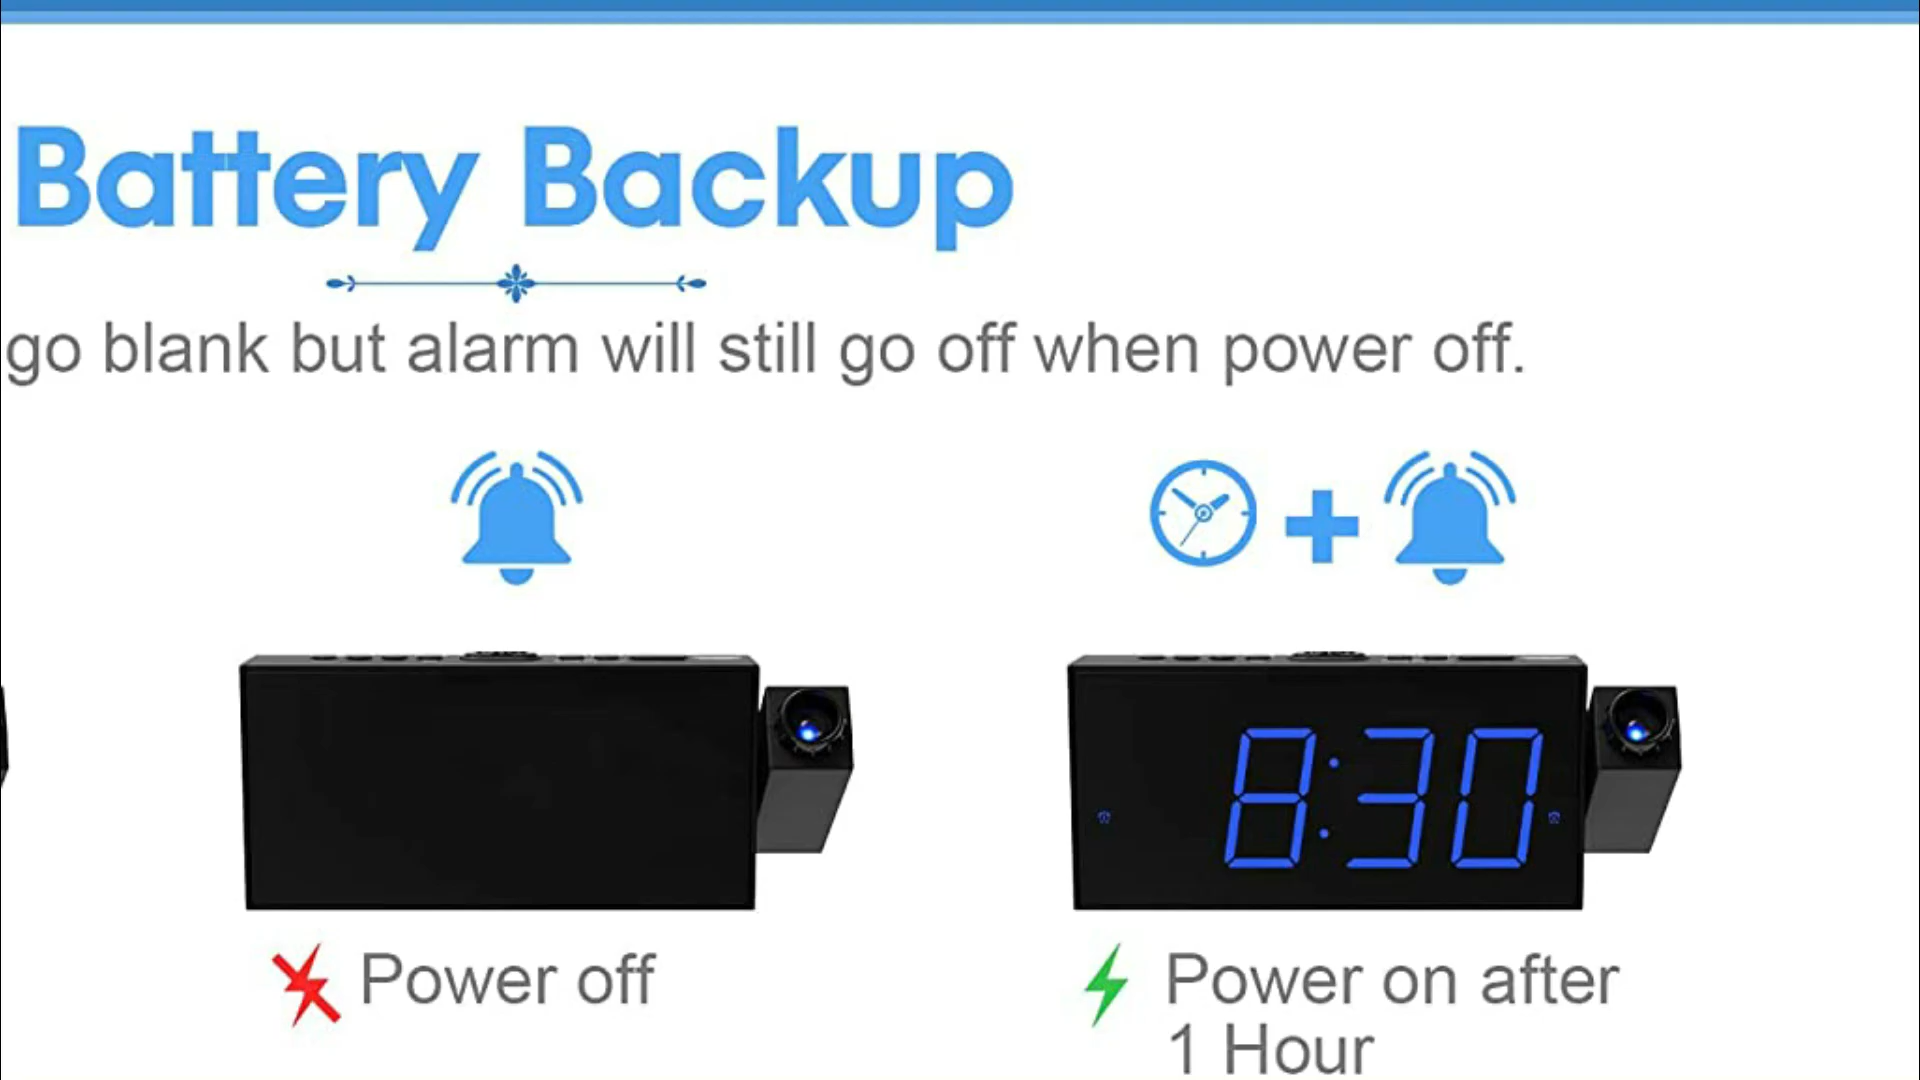 Battery Backup
go blank but alarm will still go off when power off.
8:30
Power off
Power on after
1 Hour